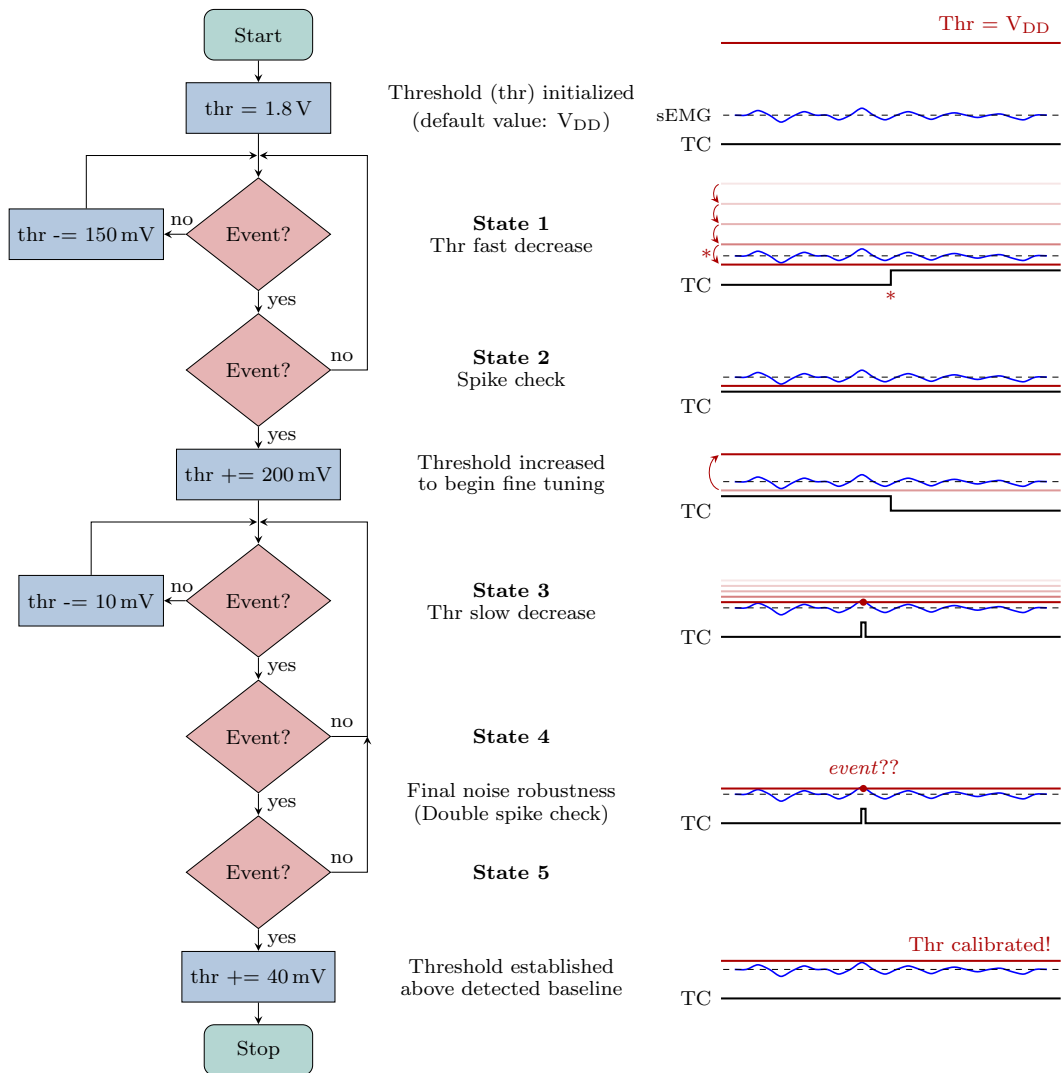 Start
Thr = V_DD
thr = 1.8 V
Threshold (thr) initialized
(default value: V_DD)
sEMG
TC
no
thr -= 150 mV
Event?
State 1
Thr fast decrease
*
TC
*
yes
Event?
no
State 2
Spike check
TC
yes
thr += 200 mV
Threshold increased
to begin fine tuning
TC
no
thr -= 10 mV
Event?
State 3
Thr slow decrease
TC
yes
Event?
no
State 4
event??
yes
Final noise robustness
(Double spike check)
TC
Event?
no
State 5
yes
Thr calibrated!
thr += 40 mV
Threshold established
above detected baseline
TC
Stop